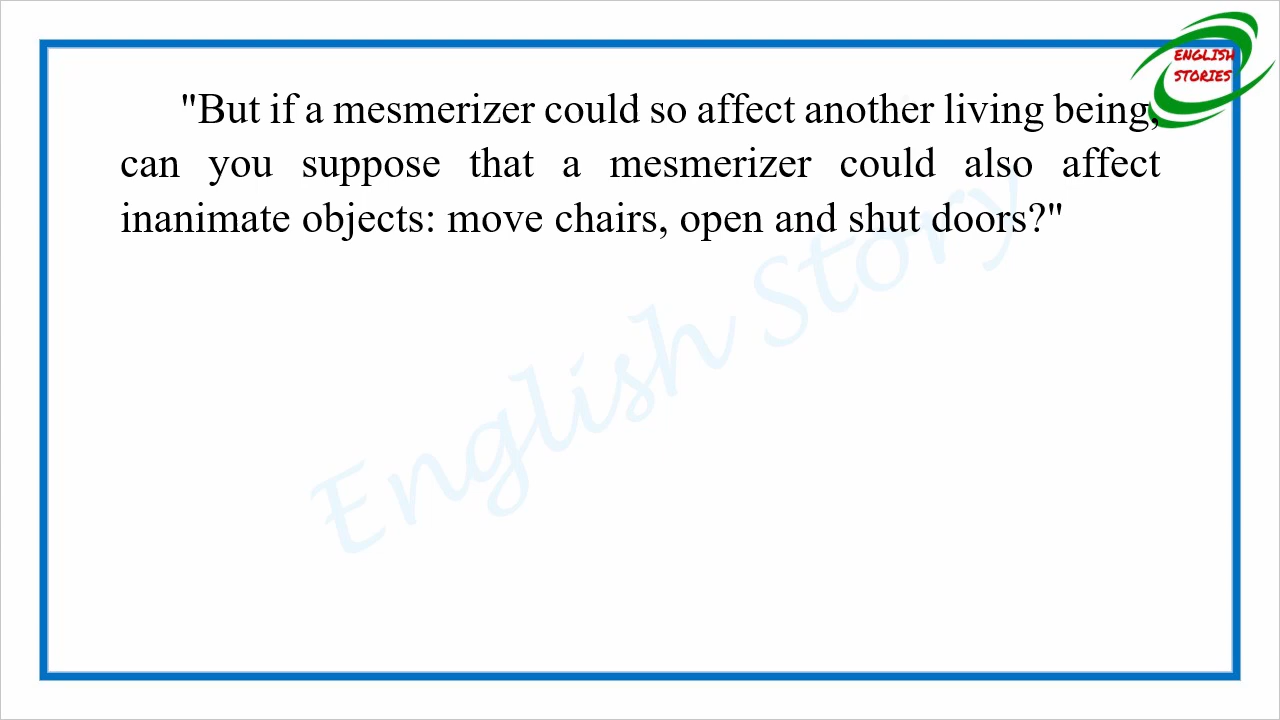 ENGLISH
STORIES
"But if a mesmerizer could so affect another living being,
can you suppose that a mesmerizer could also affect
inanimate objects: move chairs, open and shut doors?"
English Story